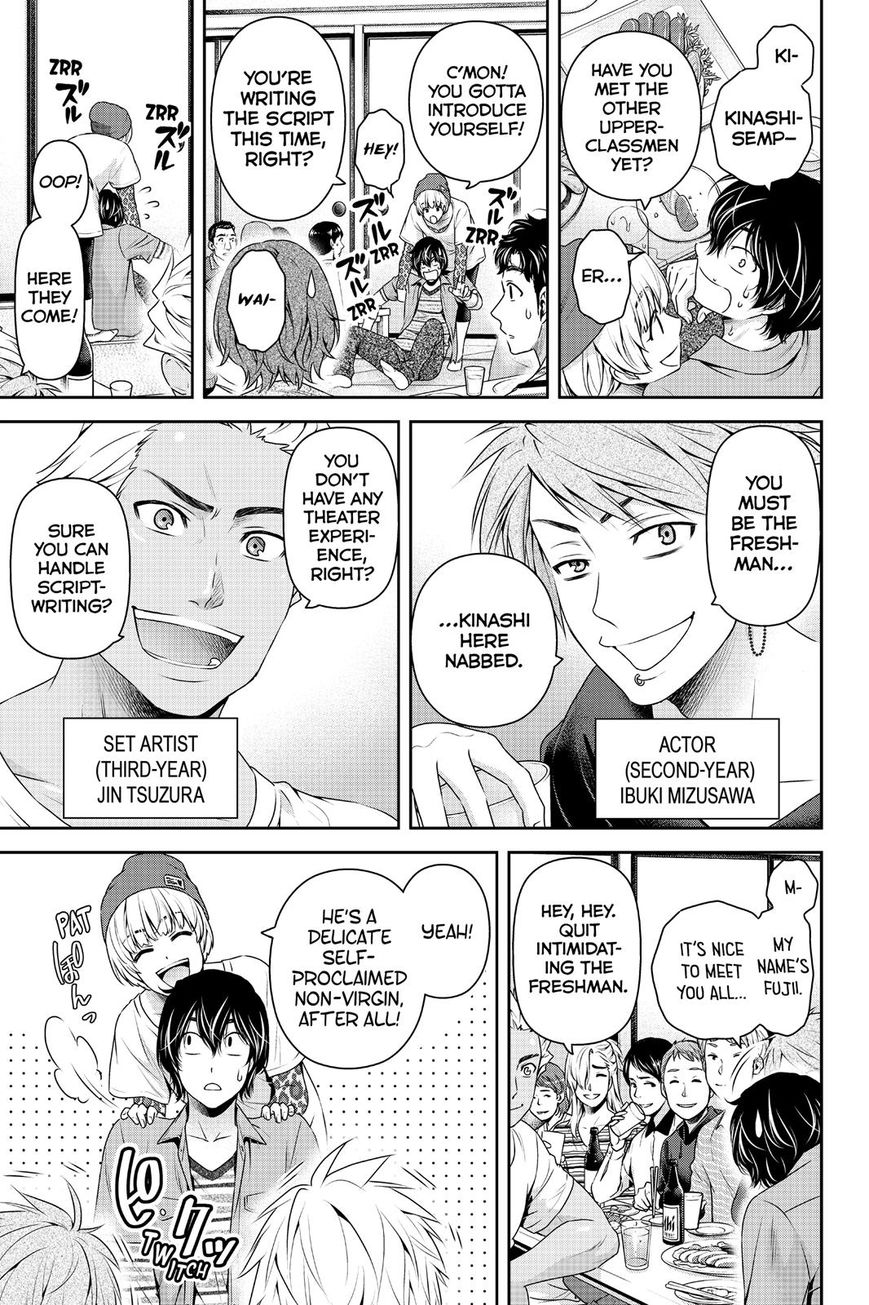 KI-
KINASHI-
SEMP-
HAVE YOU
MET THE
OTHER
UPPER-
CLASSMEN
YET?
ER...
C'MON!
YOU GOTTA
INTRODUCE
YOURSELF!
HEY!
YOU'RE
WRITING
THE SCRIPT
THIS TIME,
RIGHT?
WAI-
ズル
ZRR
ズル
ZRR
ズル
ZRR
ZRR
ズル
ZRR
ズッ
OOP!
HERE
THEY
COME!
YOU
MUST
BE THE
FRESH-
MAN...
...KINASHI
HERE
NABBED.
ACTOR
(SECOND-YEAR)
IBUKI MIZUSAWA
YOU
DON'T
HAVE ANY
THEATER
EXPERI-
ENCE,
RIGHT?
SURE
YOU CAN
HANDLE
SCRIPT-
WRITING?
SET ARTIST
(THIRD-YEAR)
JIN TSUZURA
M-
MY
NAME'S
FUJII.
IT'S NICE
TO MEET
YOU ALL...
HEY, HEY.
QUIT
INTIMIDAT-
ING THE
FRESHMAN.
YEAH!
HE'S A
DELICATE
SELF-
PROCLAIMED
NON-VIRGIN,
AFTER ALL!
PAT
ぽんっ
ピクッ
TWITCH